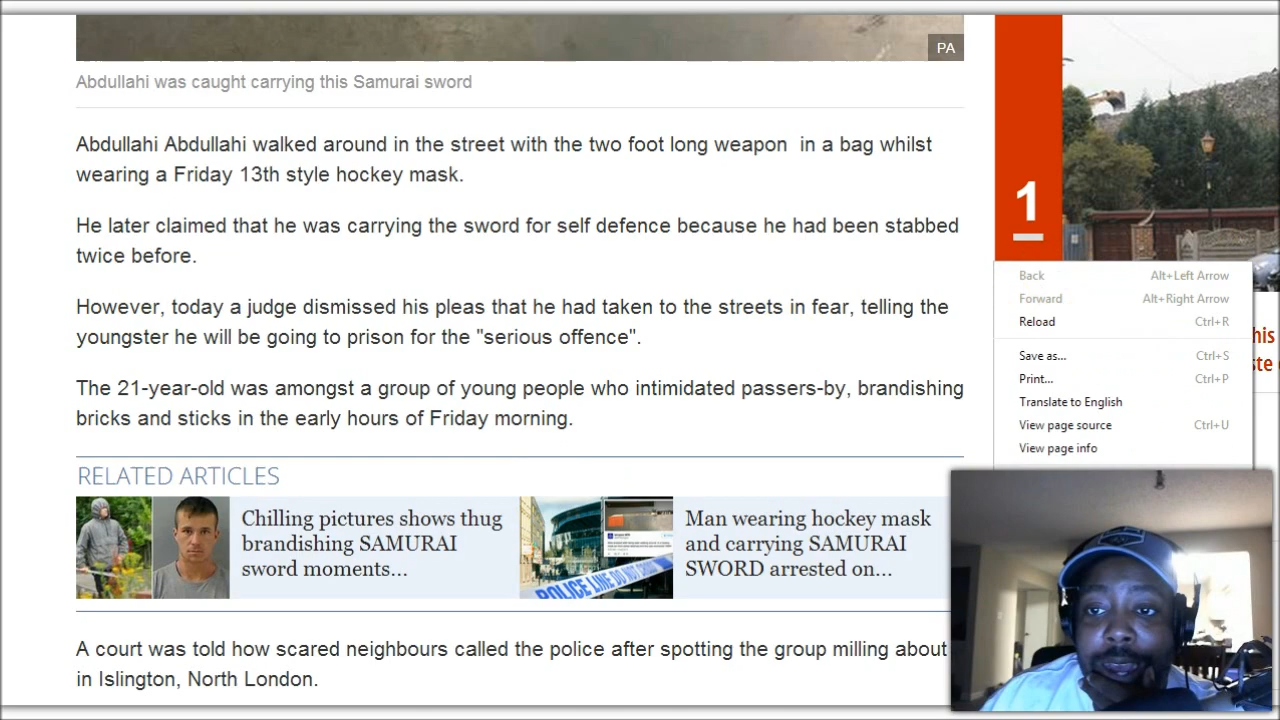 PA
Abdullahi was caught carrying this Samurai sword
Abdullahi Abdullahi walked around in the street with the two foot long weapon in a bag whilst
wearing a Friday 13th style hockey mask.
He later claimed that he was carrying the sword for self defence because he had been stabbed
twice before.
However, today a judge dismissed his pleas that he had taken to the streets in fear, telling the
youngster he will be going to prison for the "serious offence".
The 21-year-old was amongst a group of young people who intimidated passers-by, brandishing
bricks and sticks in the early hours of Friday morning.
RELATED ARTICLES
Chilling pictures shows thug
brandishing SAMURAI
sword moments...
POLICE LINE DO NOT
Man wearing hockey mask
and carrying SAMURAI
SWORD arrested on...
A court was told how scared neighbours called the police after spotting the group milling about
in Islington, North London.
1
Back Alt+Left Arrow
Forward Alt+Right Arrow
Reload Ctrl+R
Save as... Ctrl+S
Print... Ctrl+P
Translate to English
View page source Ctrl+U
View page info